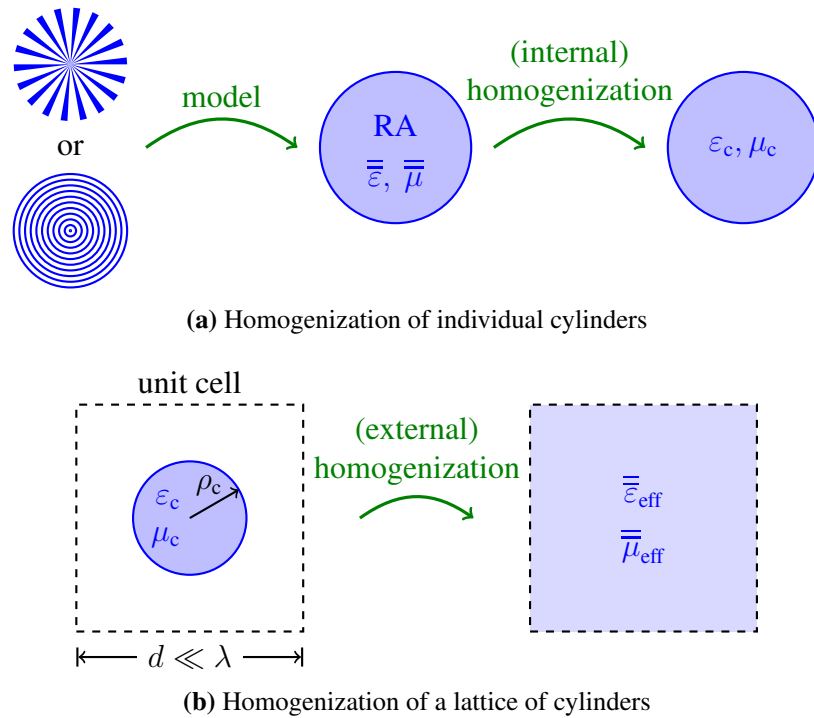 or
model
RA
ε̿, μ̿
(internal)
homogenization
εc, μc
(a) Homogenization of individual cylinders
unit cell
εc
μc
ρc
d ≪ λ
(external)
homogenization
ε̿eff
μ̿eff
(b) Homogenization of a lattice of cylinders